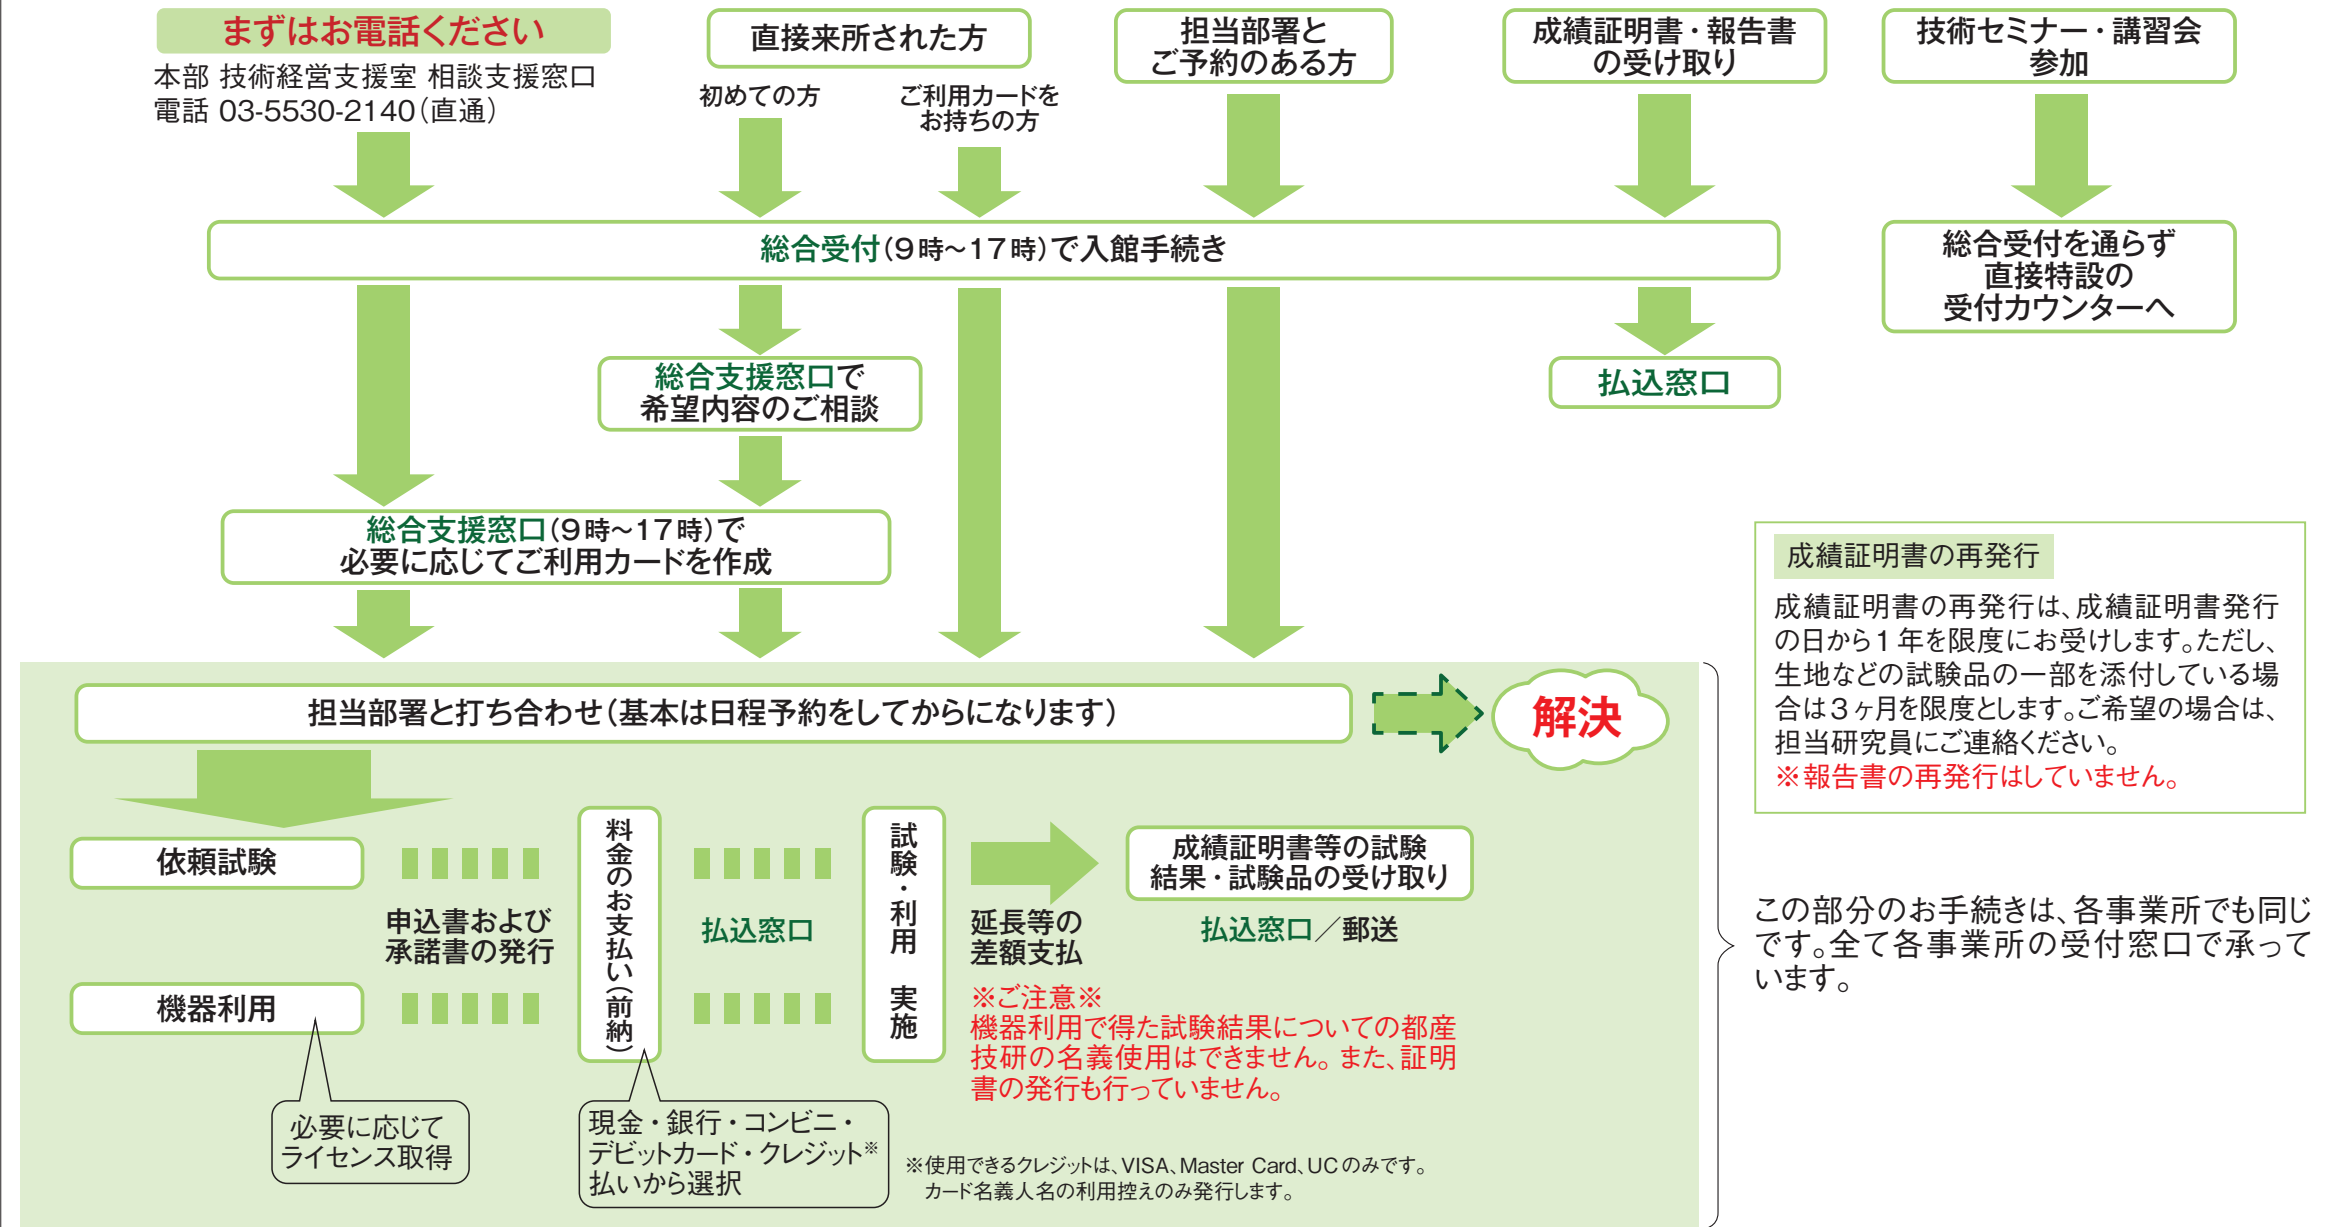 まずはお電話ください
本部 技術経営支援室 相談支援窓口
電話 03-5530-2140（直通）
直接来所された方
初めての方
ご利用カードを
お持ちの方
担当部署と
ご予約のある方
成績証明書・報告書
の受け取り
技術セミナー・講習会
参加
総合受付（9時～17時）で入館手続き
総合受付を通らず
直接特設の
受付カウンターへ
総合支援窓口で
希望内容のご相談
払込窓口
総合支援窓口（9時～17時）で
必要に応じてご利用カードを作成
成績証明書の再発行
成績証明書の再発行は、成績証明書発行
の日から1年を限度にお受けします。ただし、
生地などの試験品の一部を添付している場
合は3ヶ月を限度とします。ご希望の場合は、
担当研究員にご連絡ください。
※報告書の再発行はしていません。
担当部署と打ち合わせ（基本は日程予約をしてからになります）
解決
依頼試験
機器利用
必要に応じて
ライセンス取得
申込書および
承諾書の発行
料金のお支払い（前納）
現金・銀行・コンビニ・
デビットカード・クレジット※
払いから選択
払込窓口
試験・利用 実施
延長等の
差額支払
成績証明書等の試験
結果・試験品の受け取り
払込窓口／郵送
※ご注意※
機器利用で得た試験結果についての都産
技研の名義使用はできません。また、証明
書の発行も行っていません。
※使用できるクレジットは、VISA、Master Card、UCのみです。
カード名義人名の利用控えのみ発行します。
この部分のお手続きは、各事業所でも同じ
です。全て各事業所の受付窓口で承って
います。